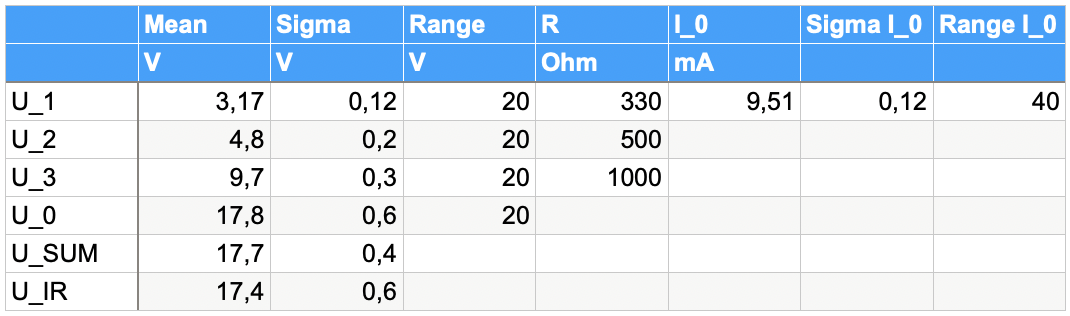 Mean Sigma Range R I_0 Sigma I_0 Range I_0
V V V Ohm mA
U_1 3,17 0,12 20 330 9,51 0,12 40
U_2 4,8 0,2 20 500
U_3 9,7 0,3 20 1000
U_0 17,8 0,6 20
U_SUM 17,7 0,4
U_IR 17,4 0,6